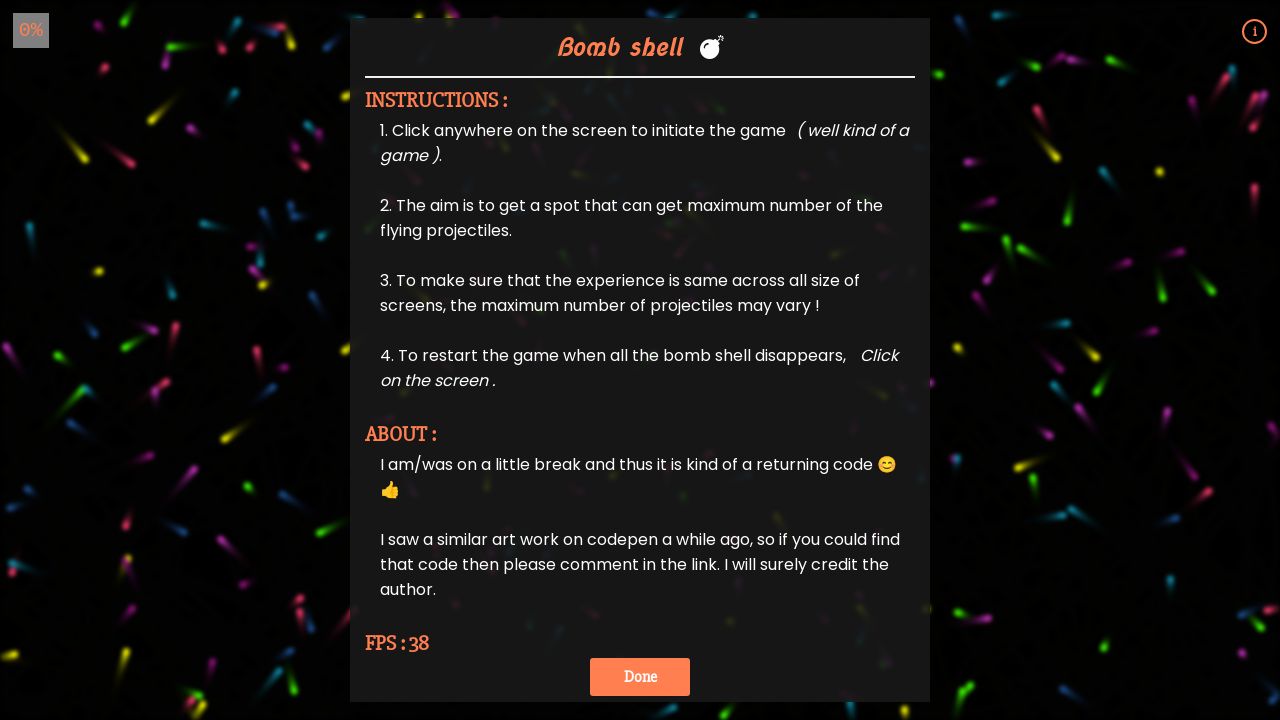 0%
i
Bomb shell 💣
INSTRUCTIONS :
1. Click anywhere on the screen to initiate the game ( well kind of a
game ).
2. The aim is to get a spot that can get maximum number of the
flying projectiles.
3. To make sure that the experience is same across all size of
screens, the maximum number of projectiles may vary !
4. To restart the game when all the bomb shell disappears, Click
on the screen .
ABOUT :
I am/was on a little break and thus it is kind of a returning code 😊
👍
I saw a similar art work on codepen a while ago, so if you could find
that code then please comment in the link. I will surely credit the
author.
FPS : 38
Done